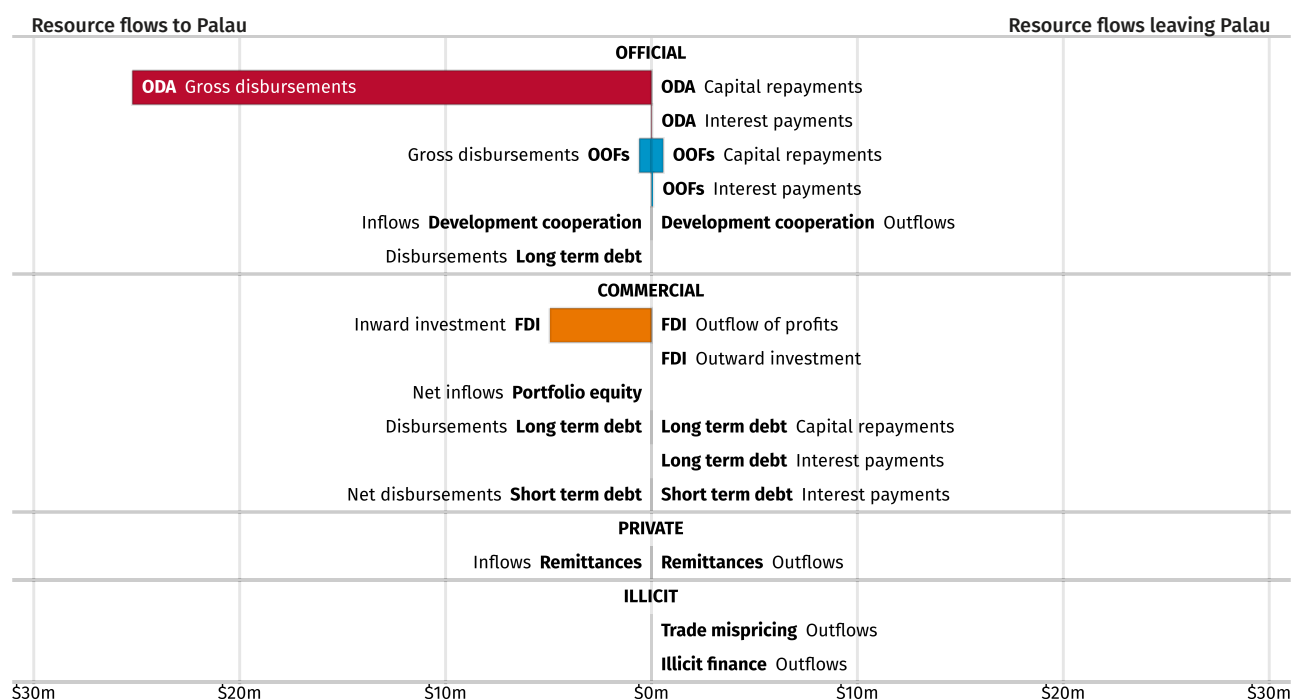 Resource flows to Palau Resource flows leaving Palau
OFFICIAL
ODA Gross disbursements ODA Capital repayments
ODA Interest payments
Gross disbursements OOFs OOFs Capital repayments
OOFs Interest payments
Inflows Development cooperation Development cooperation Outflows
Disbursements Long term debt
COMMERCIAL
Inward investment FDI FDI Outflow of profits
FDI Outward investment
Net inflows Portfolio equity
Disbursements Long term debt Long term debt Capital repayments
Long term debt Interest payments
Net disbursements Short term debt Short term debt Interest payments
PRIVATE
Inflows Remittances Remittances Outflows
ILLICIT
Trade mispricing Outflows
Illicit finance Outflows
$30m $20m $10m $0m $10m $20m $30m